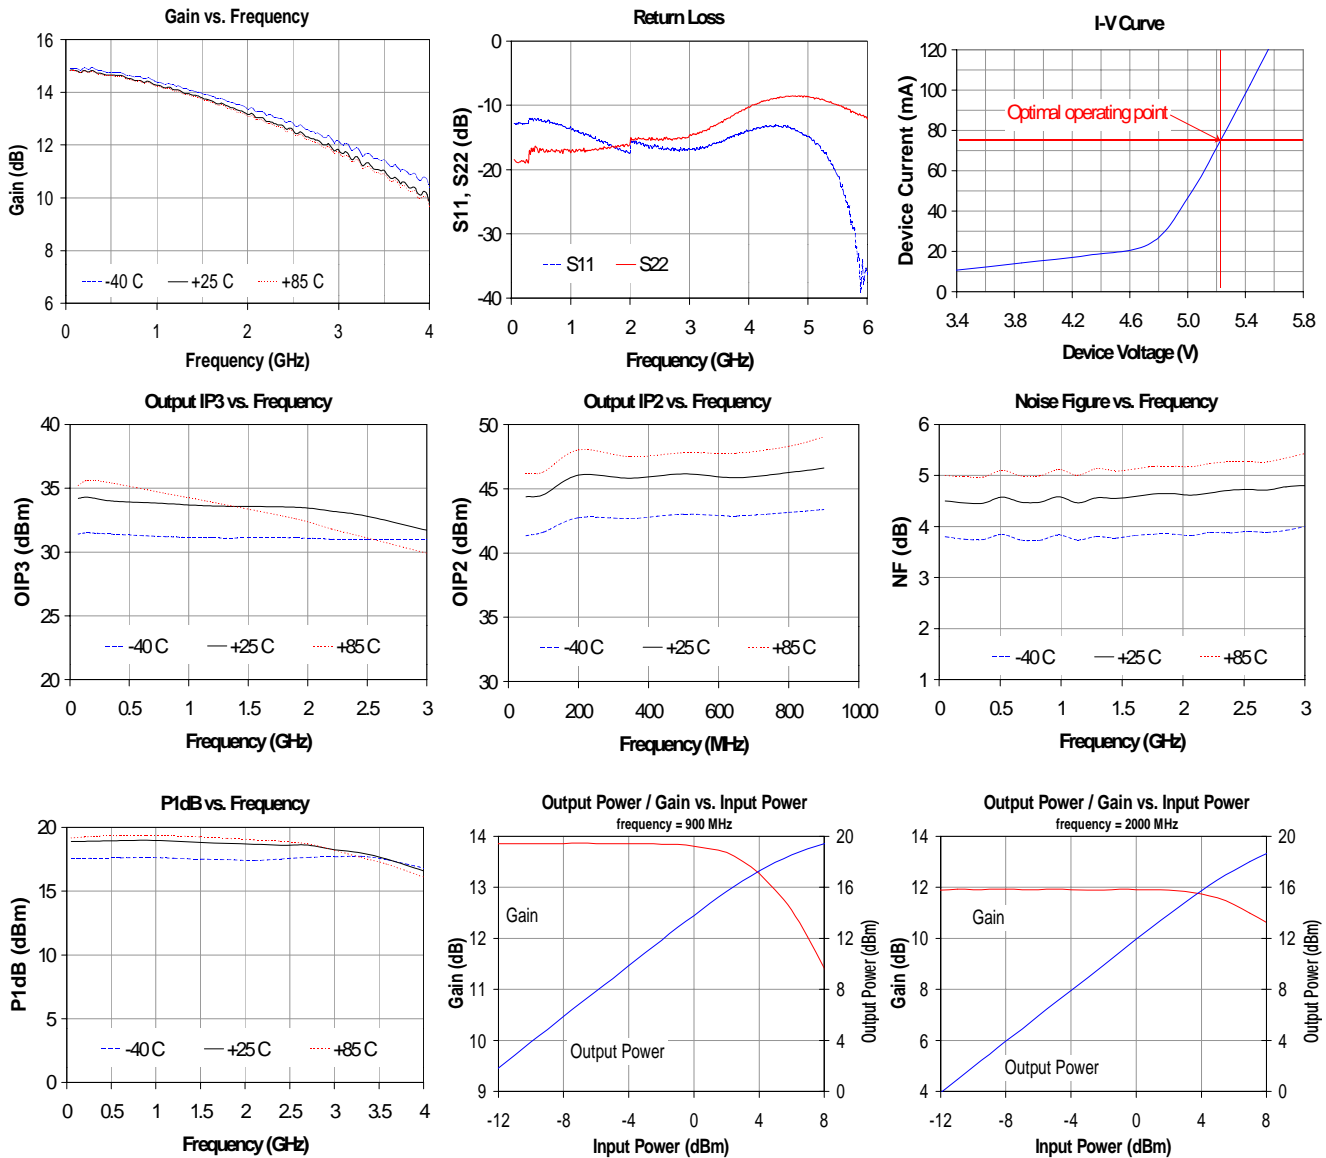 Gain vs. Frequency
16
14
12
10
8
6
Gain (dB)
-40 C
+25 C
+85 C
0 1 2 3 4
Frequency (GHz)
Return Loss
0
-10
-20
-30
-40
S11, S22 (dB)
S11
S22
0 1 2 3 4 5 6
Frequency (GHz)
I-V Curve
120
100
80
60
40
20
0
Device Current (mA)
Optimal operating point
3.4 3.8 4.2 4.6 5.0 5.4 5.8
Device Voltage (V)
Output IP3 vs. Frequency
40
35
30
25
20
OIP3 (dBm)
-40 C
+25 C
+85 C
0 0.5 1 1.5 2 2.5 3
Frequency (GHz)
Output IP2 vs. Frequency
50
45
40
35
30
OIP2 (dBm)
-40 C
+25 C
+85 C
0 200 400 600 800 1000
Frequency (MHz)
Noise Figure vs. Frequency
6
5
4
3
2
1
NF (dB)
-40 C
+25 C
+85 C
0 0.5 1 1.5 2 2.5 3
Frequency (GHz)
P1dB vs. Frequency
20
15
10
5
0
P1dB (dBm)
-40 C
+25 C
+85 C
0 0.5 1 1.5 2 2.5 3 3.5 4
Frequency (GHz)
Output Power / Gain vs. Input Power
frequency = 900 MHz
14
13
12
11
10
9
Gain (dB)
Gain
Output Power
20
16
12
8
4
0
Output Power (dBm)
-12 -8 -4 0 4 8
Input Power (dBm)
Output Power / Gain vs. Input Power
frequency = 2000 MHz
14
12
10
8
6
4
Gain (dB)
Gain
Output Power
20
16
12
8
4
0
Output Power (dBm)
-12 -8 -4 0 4 8
Input Power (dBm)